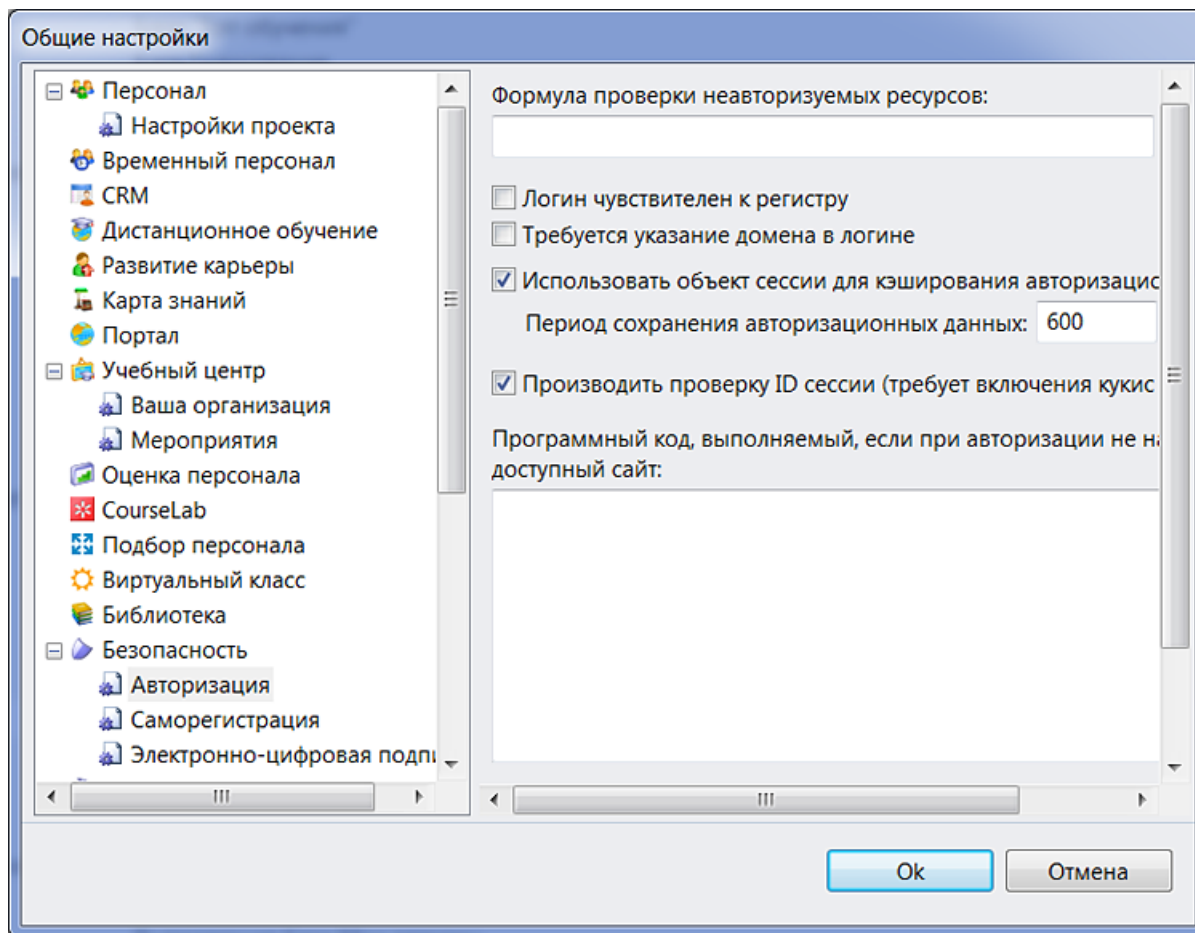 Общие настройки
Персонал
Настройки проекта
Временный персонал
CRM
Дистанционное обучение
Развитие карьеры
Карта знаний
Портал
Учебный центр
Ваша организация
Мероприятия
Оценка персонала
CourseLab
Подбор персонала
Виртуальный класс
Библиотека
Безопасность
Авторизация
Саморегистрация
Электронно-цифровая подпи
Формула проверки неавторизуемых ресурсов:
Логин чувствителен к регистру
Требуется указание домена в логине
Использовать объект сессии для кэширования авторизацис
Период сохранения авторизационных данных: 600
Производить проверку ID сессии (требует включения кукис
Программный код, выполняемый, если при авторизации не на
доступный сайт:
Ok Отмена